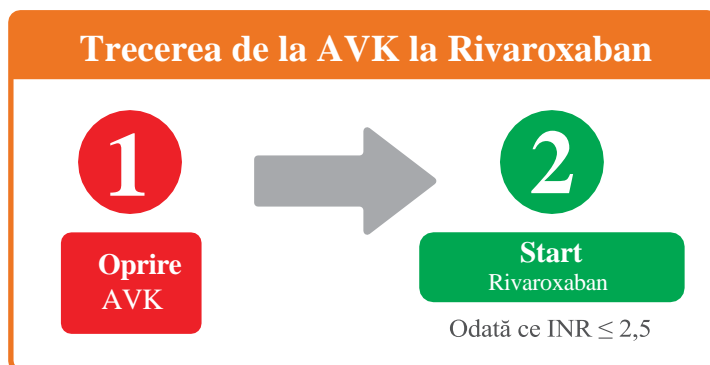 Trecerea de la AVK la Rivaroxaban
1
2
Oprire
AVK
Start
Rivaroxaban
Odată ce INR ≤ 2,5